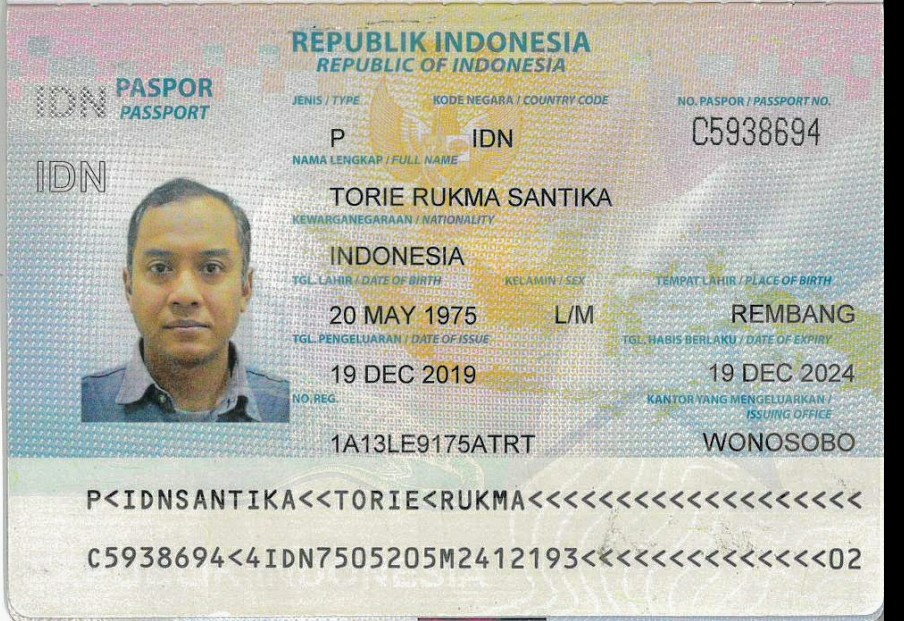 REPUBLIK INDONESIA
REPUBLIC OF INDONESIA
IDN PASPOR
PASSPORT
JENIS / TYPE KODE NEGARA / COUNTRY CODE NO. PASPOR / PASSPORT NO.
P IDN C5938694
NAMA LENGKAP / FULL NAME
IDN
TORIE RUKMA SANTIKA
KEWARGANEGARAAN / NATIONALITY
INDONESIA
TGL. LAHIR / DATE OF BIRTH KELAMIN / SEX TEMPAT LAHIR / PLACE OF BIRTH
20 MAY 1975 L/M REMBANG
TGL. PENGELUARAN / DATE OF ISSUE TGL. HABIS BERLAKU / DATE OF EXPIRY
19 DEC 2019 19 DEC 2024
NO. REG. KANTOR YANG MENGELUARKAN /
ISSUING OFFICE
1A13LE9175ATRT WONOSOBO
P<IDNSANTIKA<<TORIE<RUKMA<<<<<<<<<<<<<<<<<<<
C5938694<4IDN7505205M2412193<<<<<<<<<<<<<<02